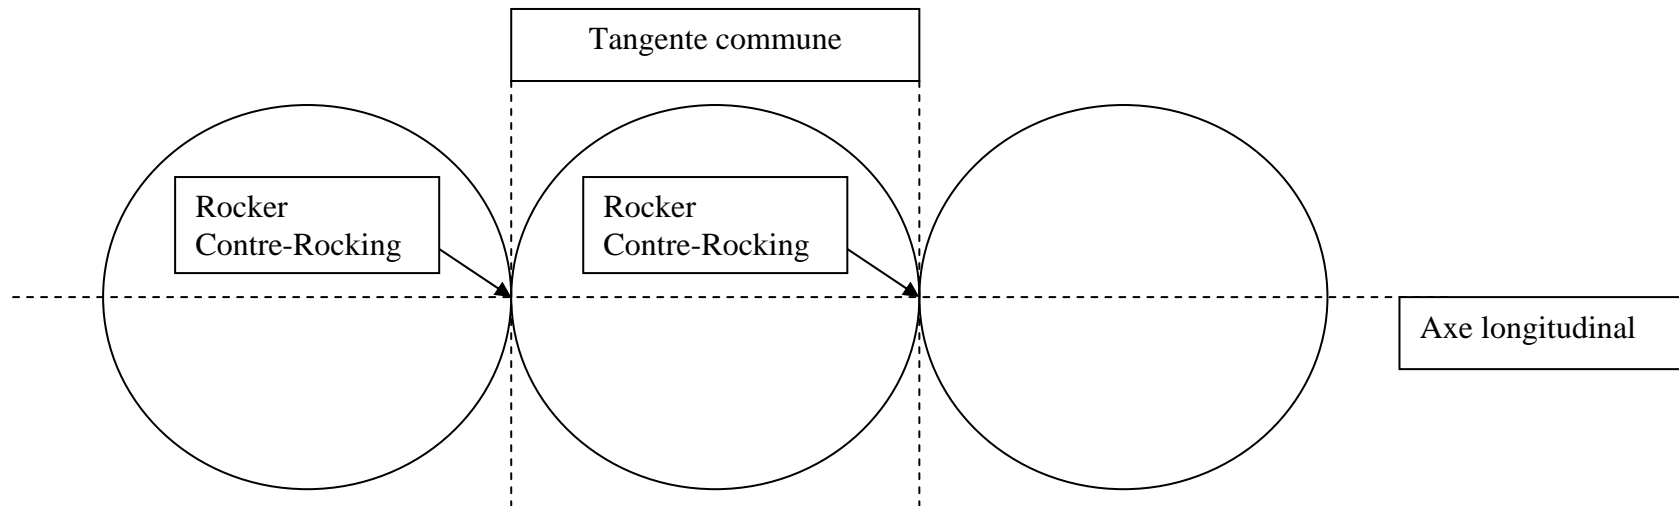 Tangente commune
Rocker
Contre-Rocking
Rocker
Contre-Rocking
Axe longitudinal